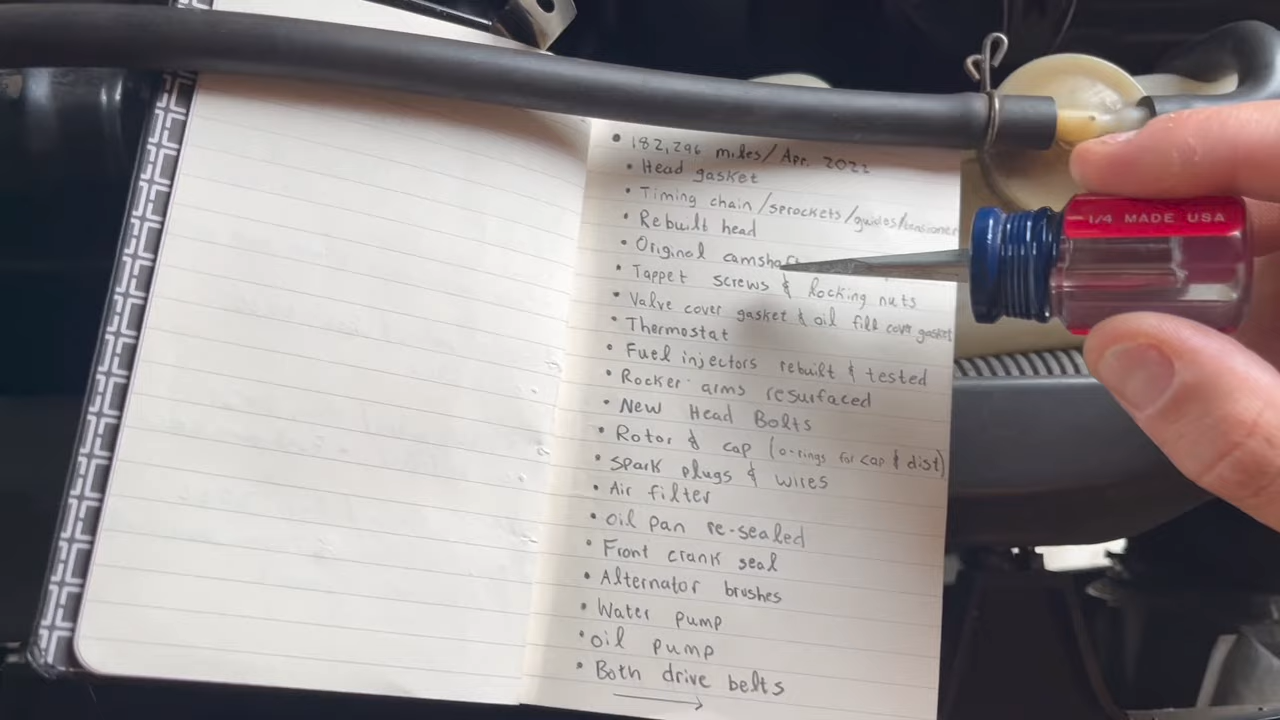 • 182,296 miles/Apr. 2022
• Head gasket
• Timing chain/sprockets/guides/tensioner
• Rebuilt head
• Original camshaft
• Tappet screws & locking nuts
• Valve cover gasket & oil fill cover gasket
• Thermostat
• Fuel injectors rebuilt & tested
• Rocker arms resurfaced
• New Head Bolts
• Rotor & cap (o-rings for cap & dist)
• Spark plugs & wires
• Air filter
• Oil pan re-sealed
• Front crank seal
• Alternator brushes
• Water pump
• Oil pump
• Both drive belts
1/4 MADE USA